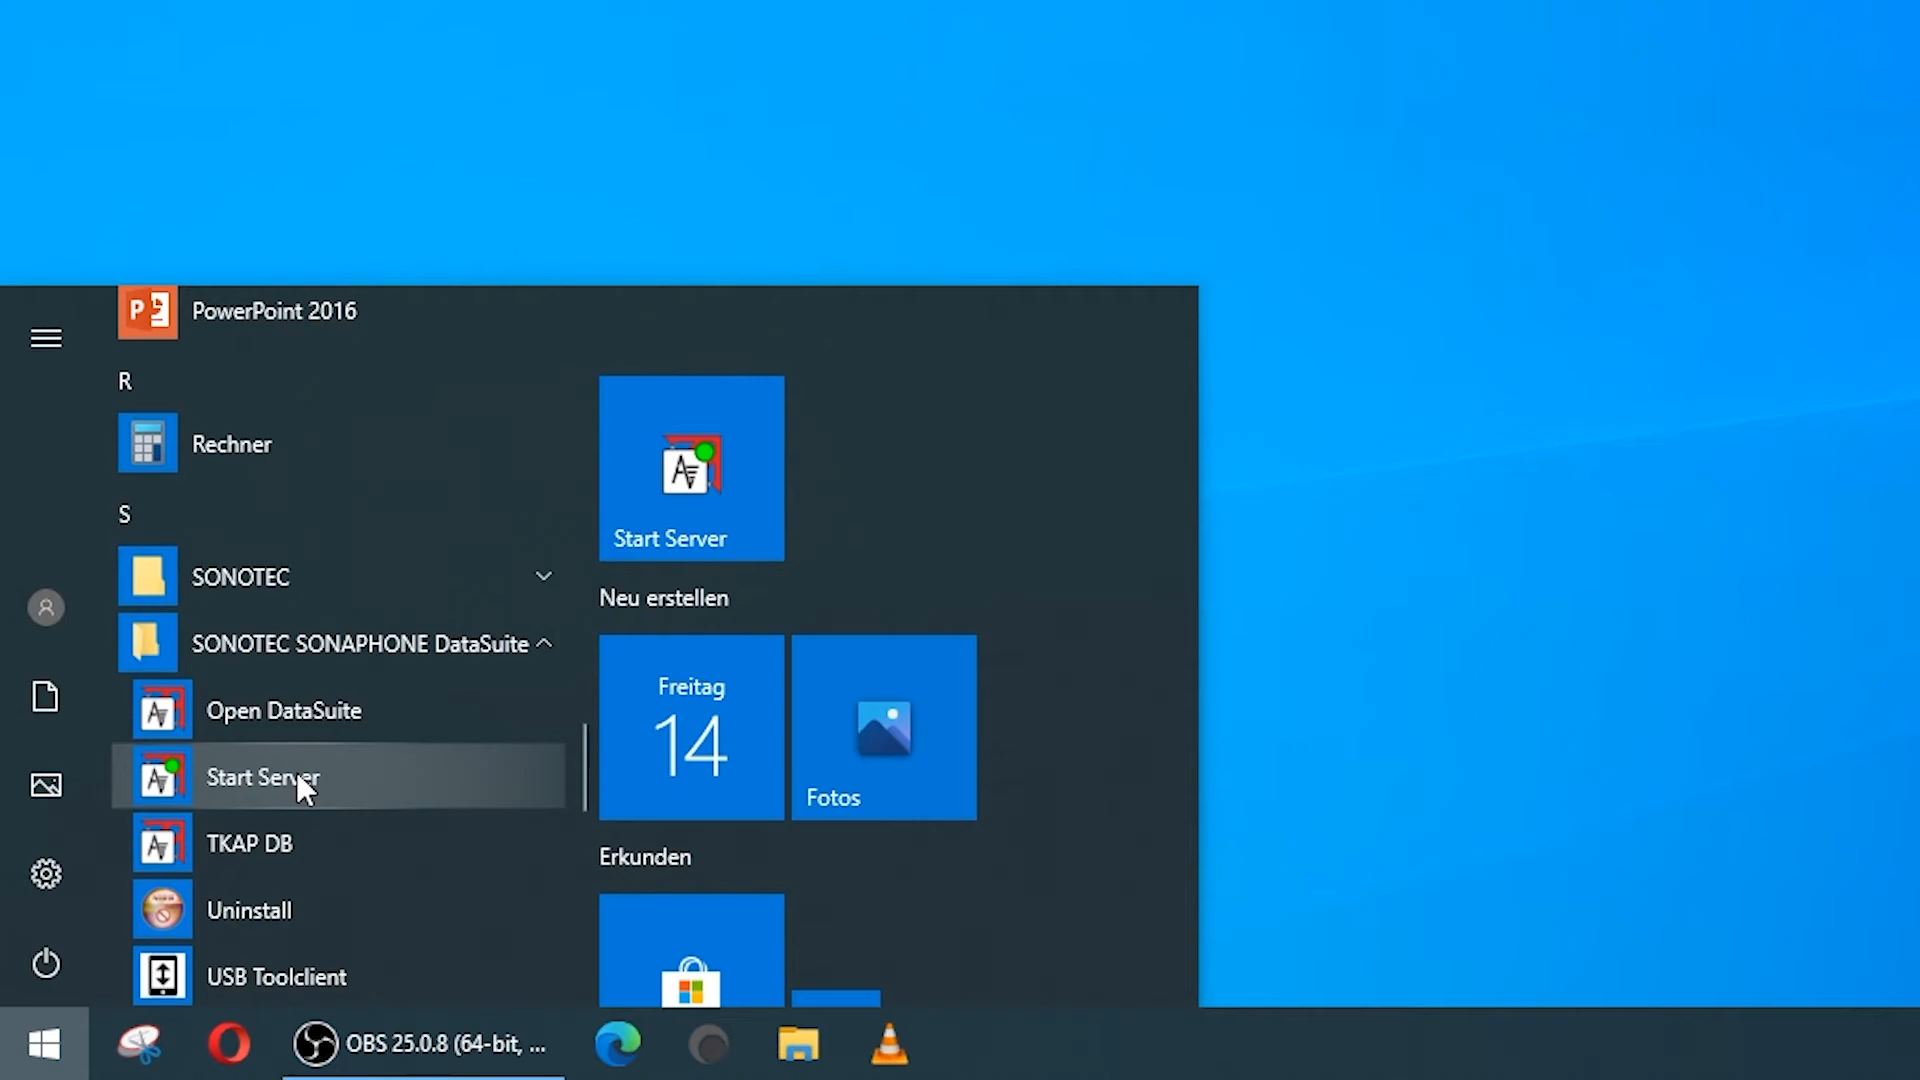 PowerPoint 2016
R
Rechner
S
SONOTEC
SONOTEC SONAPHONE DataSuite
Open DataSuite
Start Server
TKAP DB
Uninstall
USB Toolclient
Start Server
Neu erstellen
Freitag
14
Fotos
Erkunden
OBS 25.0.8 (64-bit, ...